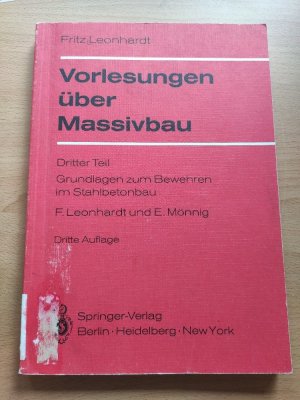 Fritz Leonhardt
Vorlesungen
über
Massivbau
Dritter Teil
Grundlagen zum Bewehren
im Stahlbetonbau
F. Leonhardt und E. Mönnig
Dritte Auflage
Springer-Verlag
Berlin · Heidelberg · New York